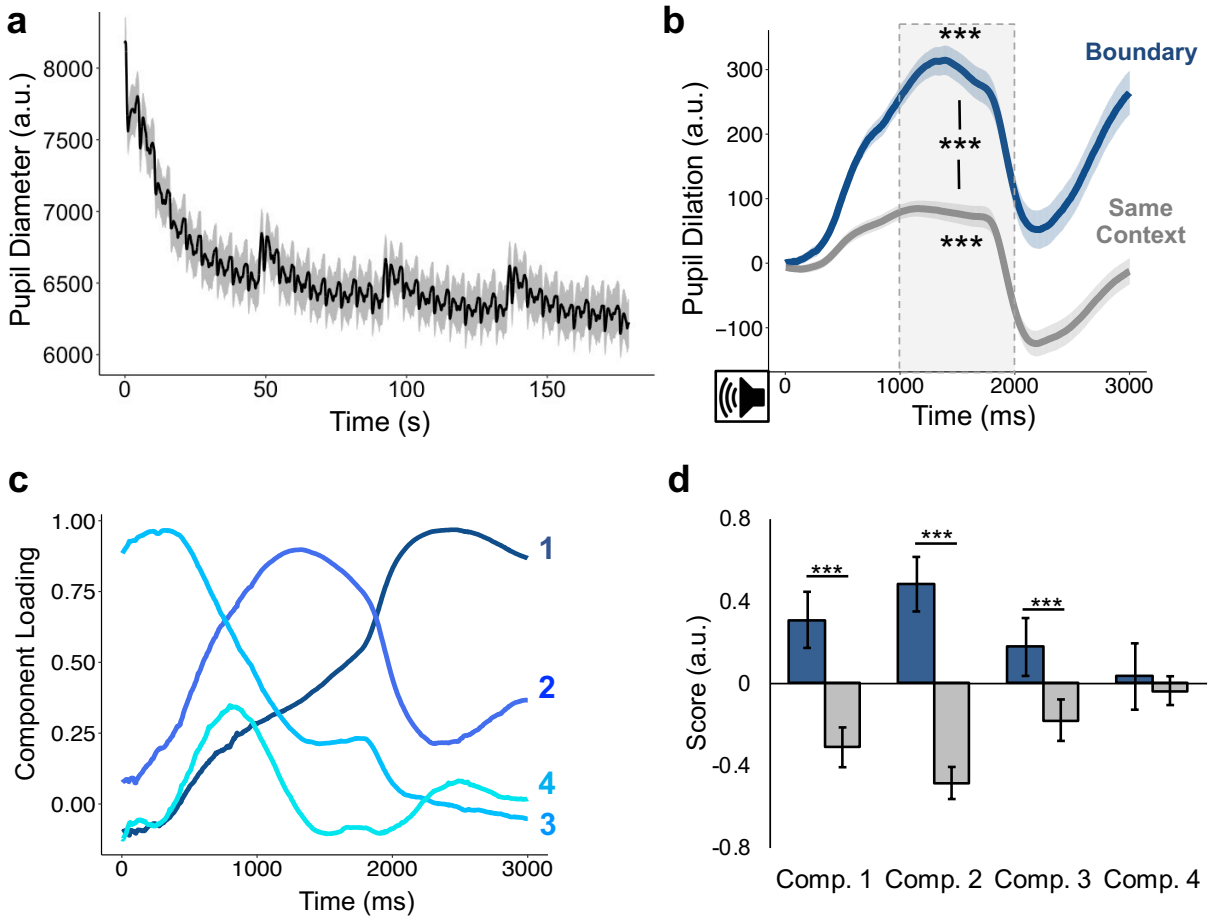 a
Pupil Diameter (a.u.)
8000
7500
7000
6500
6000
0
50
100
150
Time (s)
b
Pupil Dilation (a.u.)
300
200
100
0
−100
***
***
***
Boundary
Same
Context
0
1000
2000
3000
Time (ms)
c
Component Loading
1.00
0.75
0.50
0.25
0.00
1
2
4
3
0
1000
2000
3000
Time (ms)
d
Score (a.u.)
0.8
0.4
0
-0.4
-0.8
***
***
***
Comp. 1 Comp. 2 Comp. 3 Comp. 4